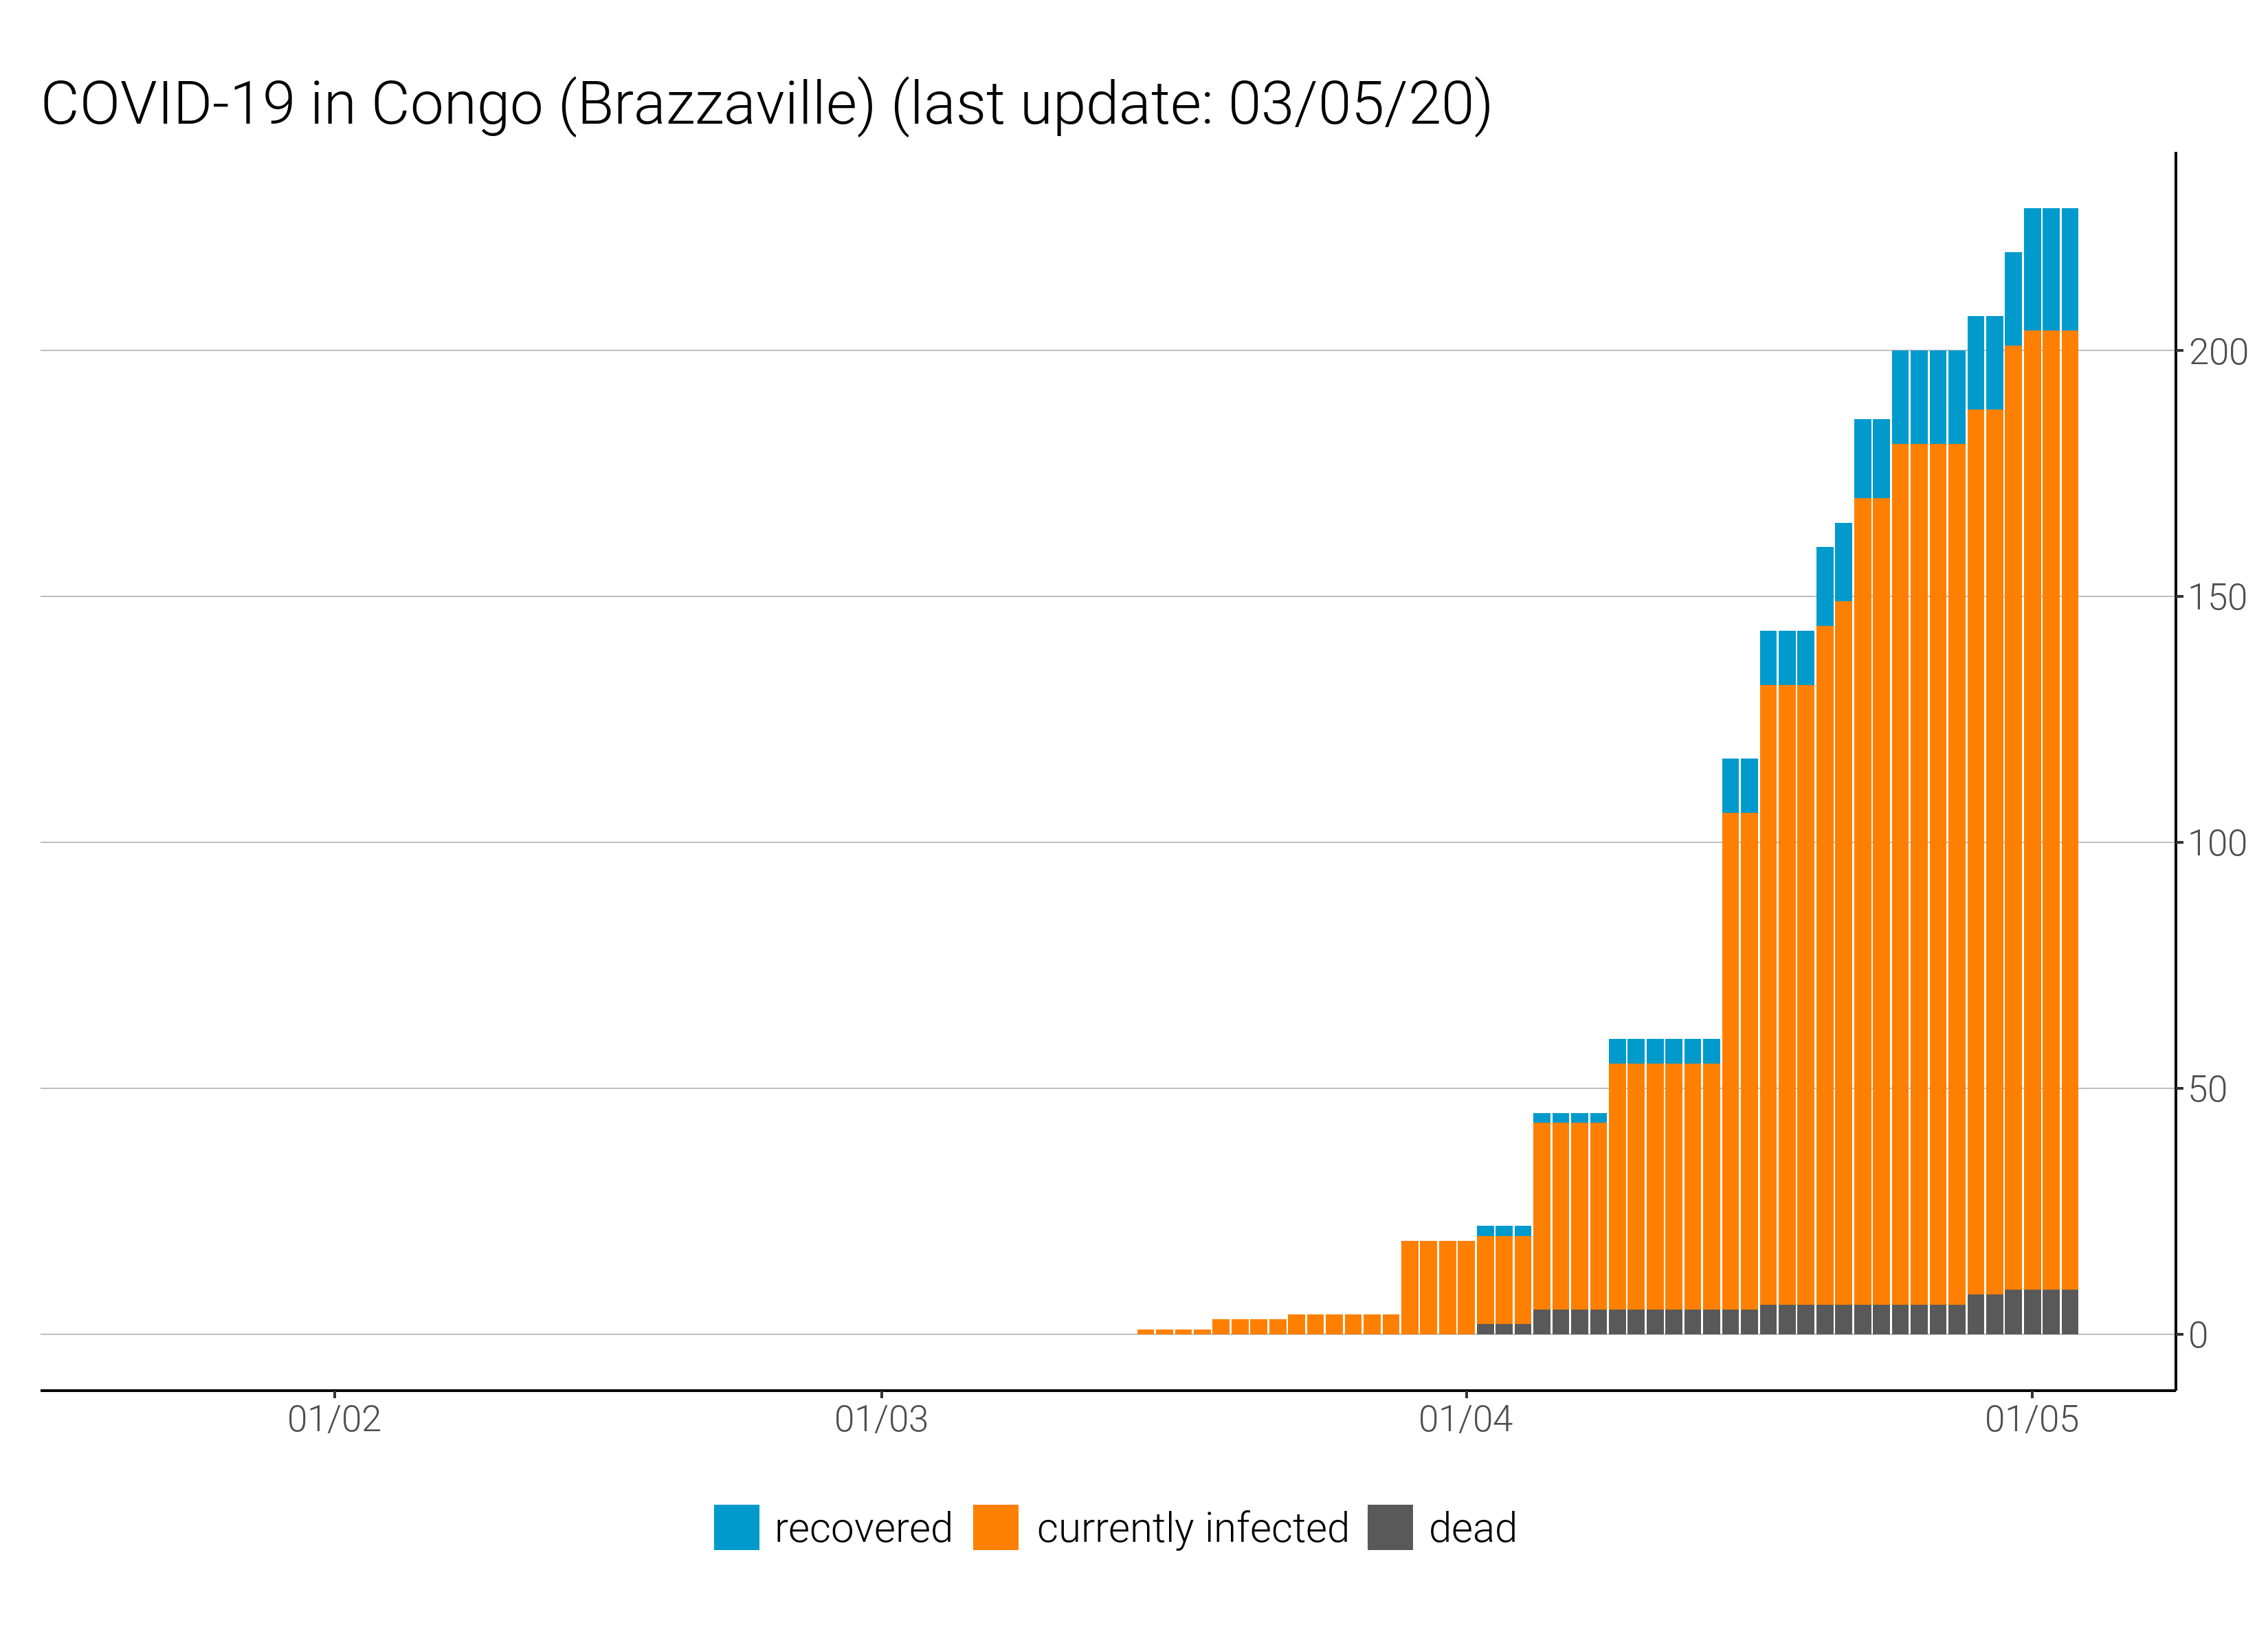 COVID-19 in Congo (Brazzaville) (last update: 03/05/20)
200
150
100
50
0
01/02 01/03 01/04 01/05
recovered currently infected dead